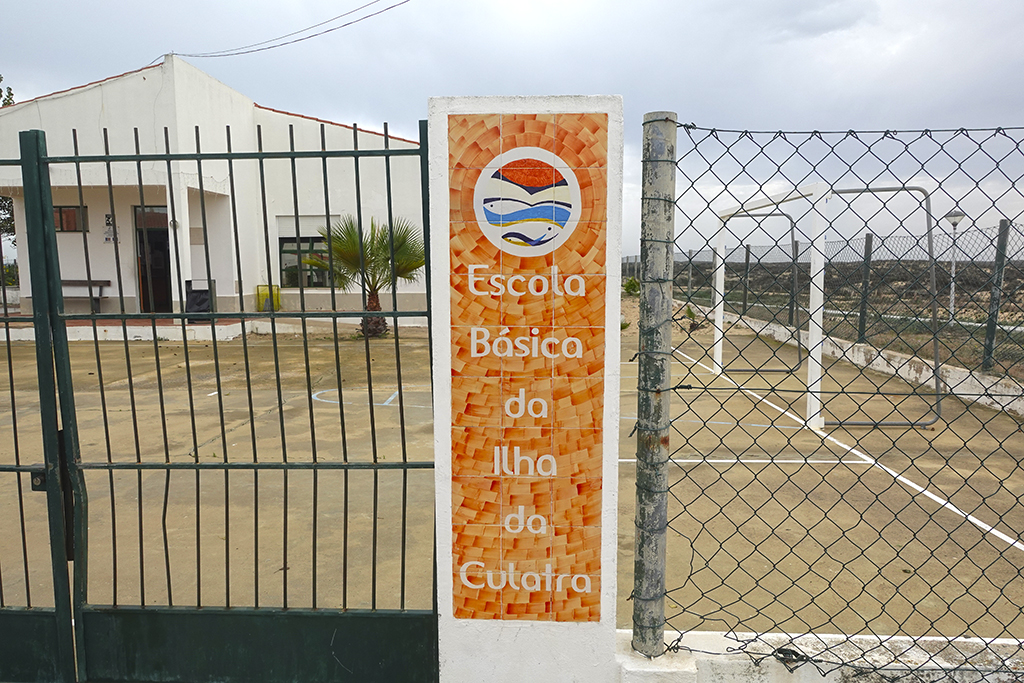 Escola
Básica
da
Ilha
da
Culatra